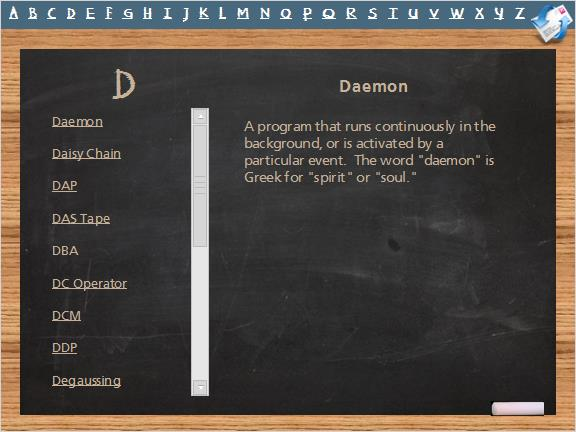 A B C D E F G H I J K L M N O P Q R S T U V W X Y Z
D
Daemon
Daisy Chain
DAP
DAS Tape
DBA
DC Operator
DCM
DDP
Degaussing
Daemon
A program that runs continuously in the
background, or is activated by a
particular event.  The word "daemon" is
Greek for "spirit" or "soul."